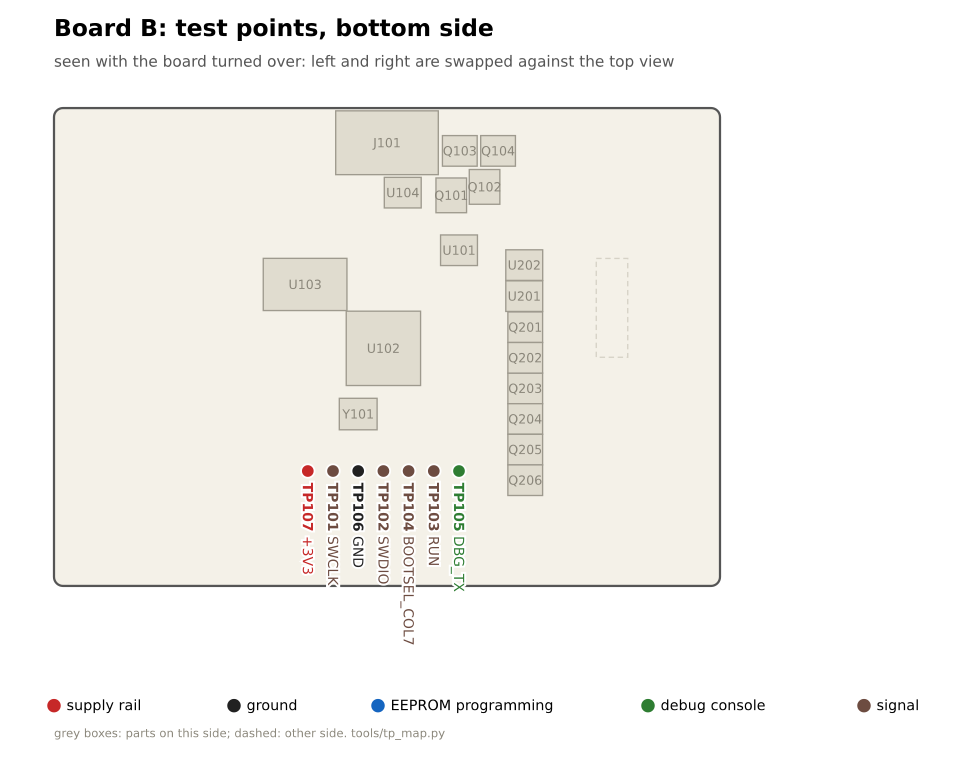 Board B: test points, bottom side
seen with the board turned over: left and right are swapped against the top view
J101
Q103
Q104
U104
Q101
Q102
U101
U202
U103
U201
Q201
U102
Q202
Q203
Y101
Q204
Q205
Q206
TP107 +3V3
TP101 SWCLK
TP106 GND
TP102 SWDIO
TP104 BOOTSEL_COL7
TP103 RUN
TP105 DBG_TX
supply rail
ground
EEPROM programming
debug console
signal
grey boxes: parts on this side; dashed: other side. tools/tp_map.py